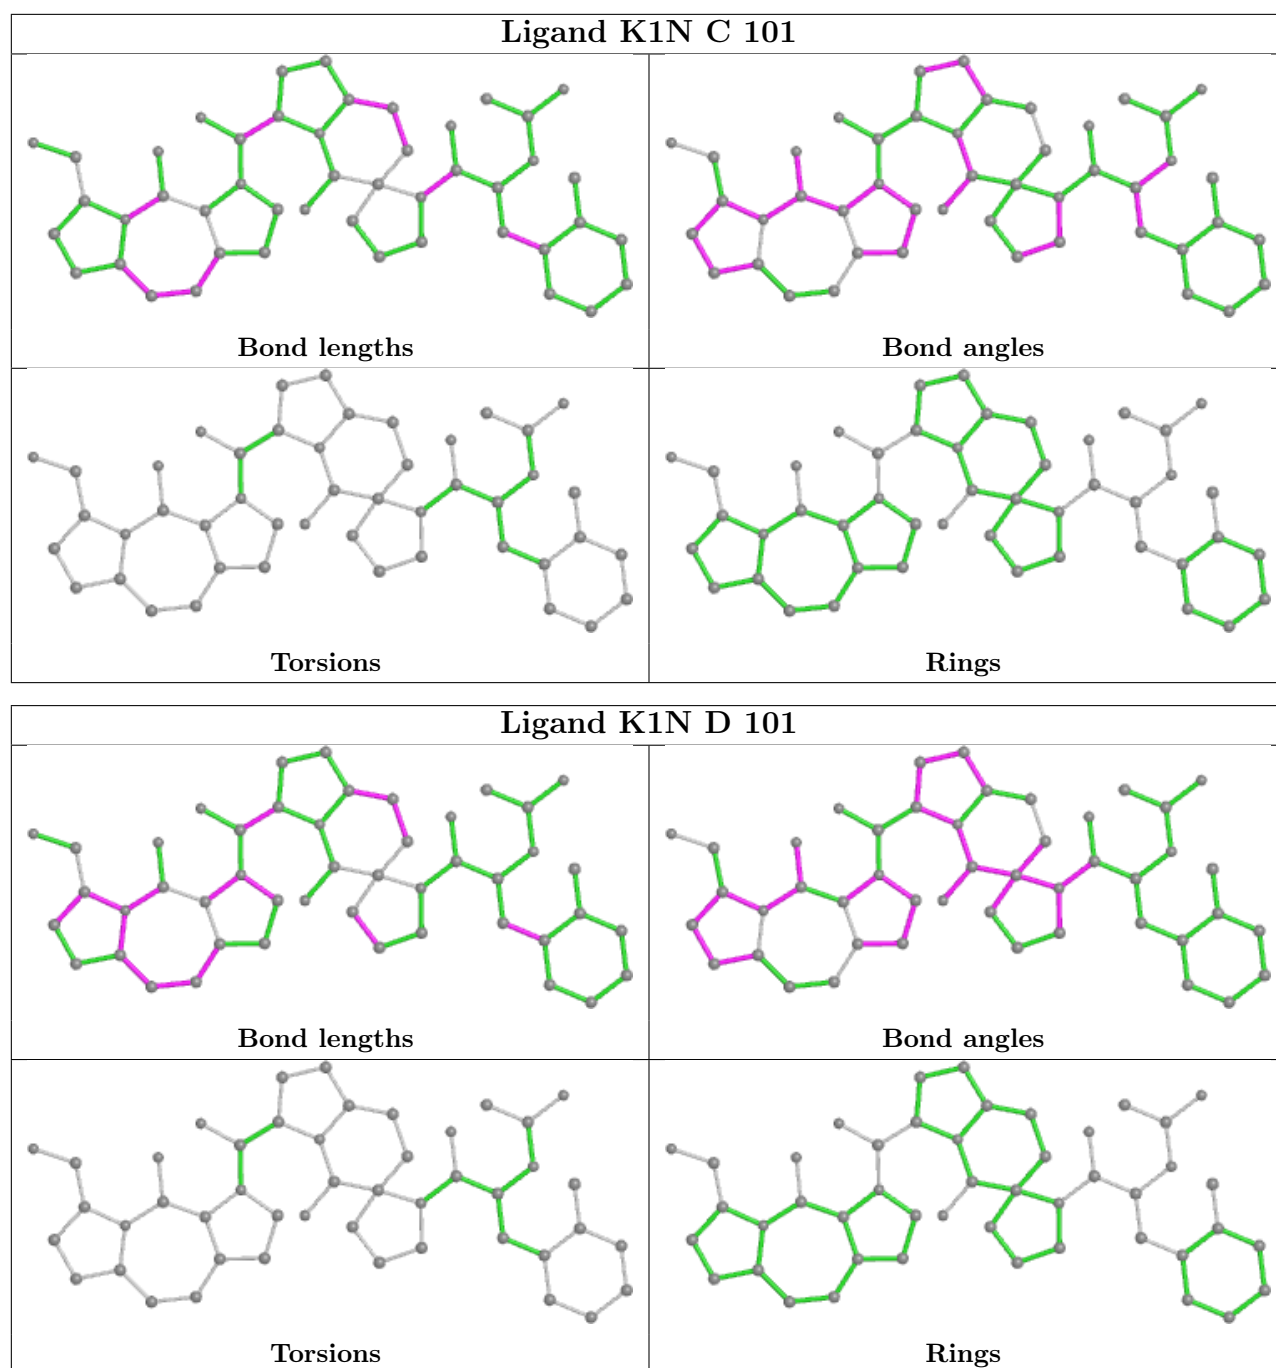 Ligand K1N C 101
Bond lengths
Bond angles
Torsions
Rings
Ligand K1N D 101
Bond lengths
Bond angles
Torsions
Rings